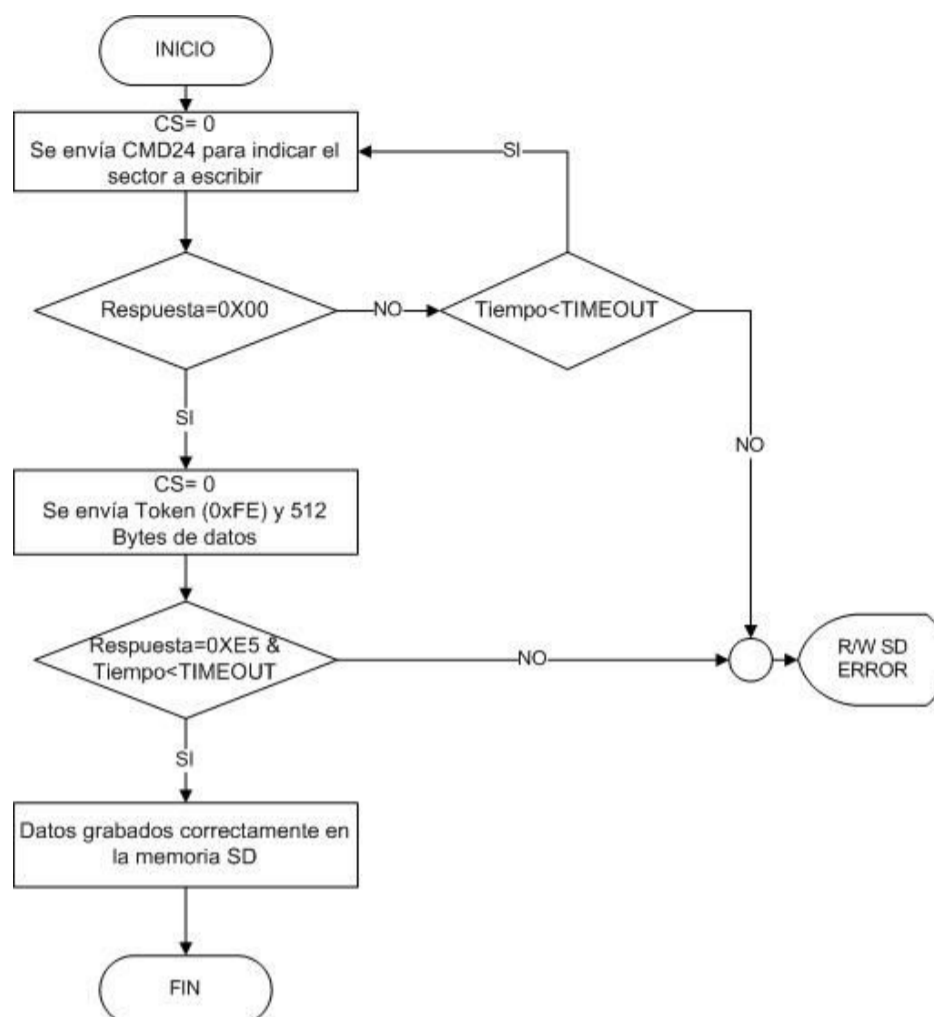 INICIO
CS= 0
Se envía CMD24 para indicar el
sector a escribir
SI
Respuesta=0X00
NO
Tiempo<TIMEOUT
SI
NO
CS= 0
Se envía Token (0xFE) y 512
Bytes de datos
Respuesta=0XE5 &
Tiempo<TIMEOUT
NO
R/W SD
ERROR
SI
Datos grabados correctamente en
la memoria SD
FIN